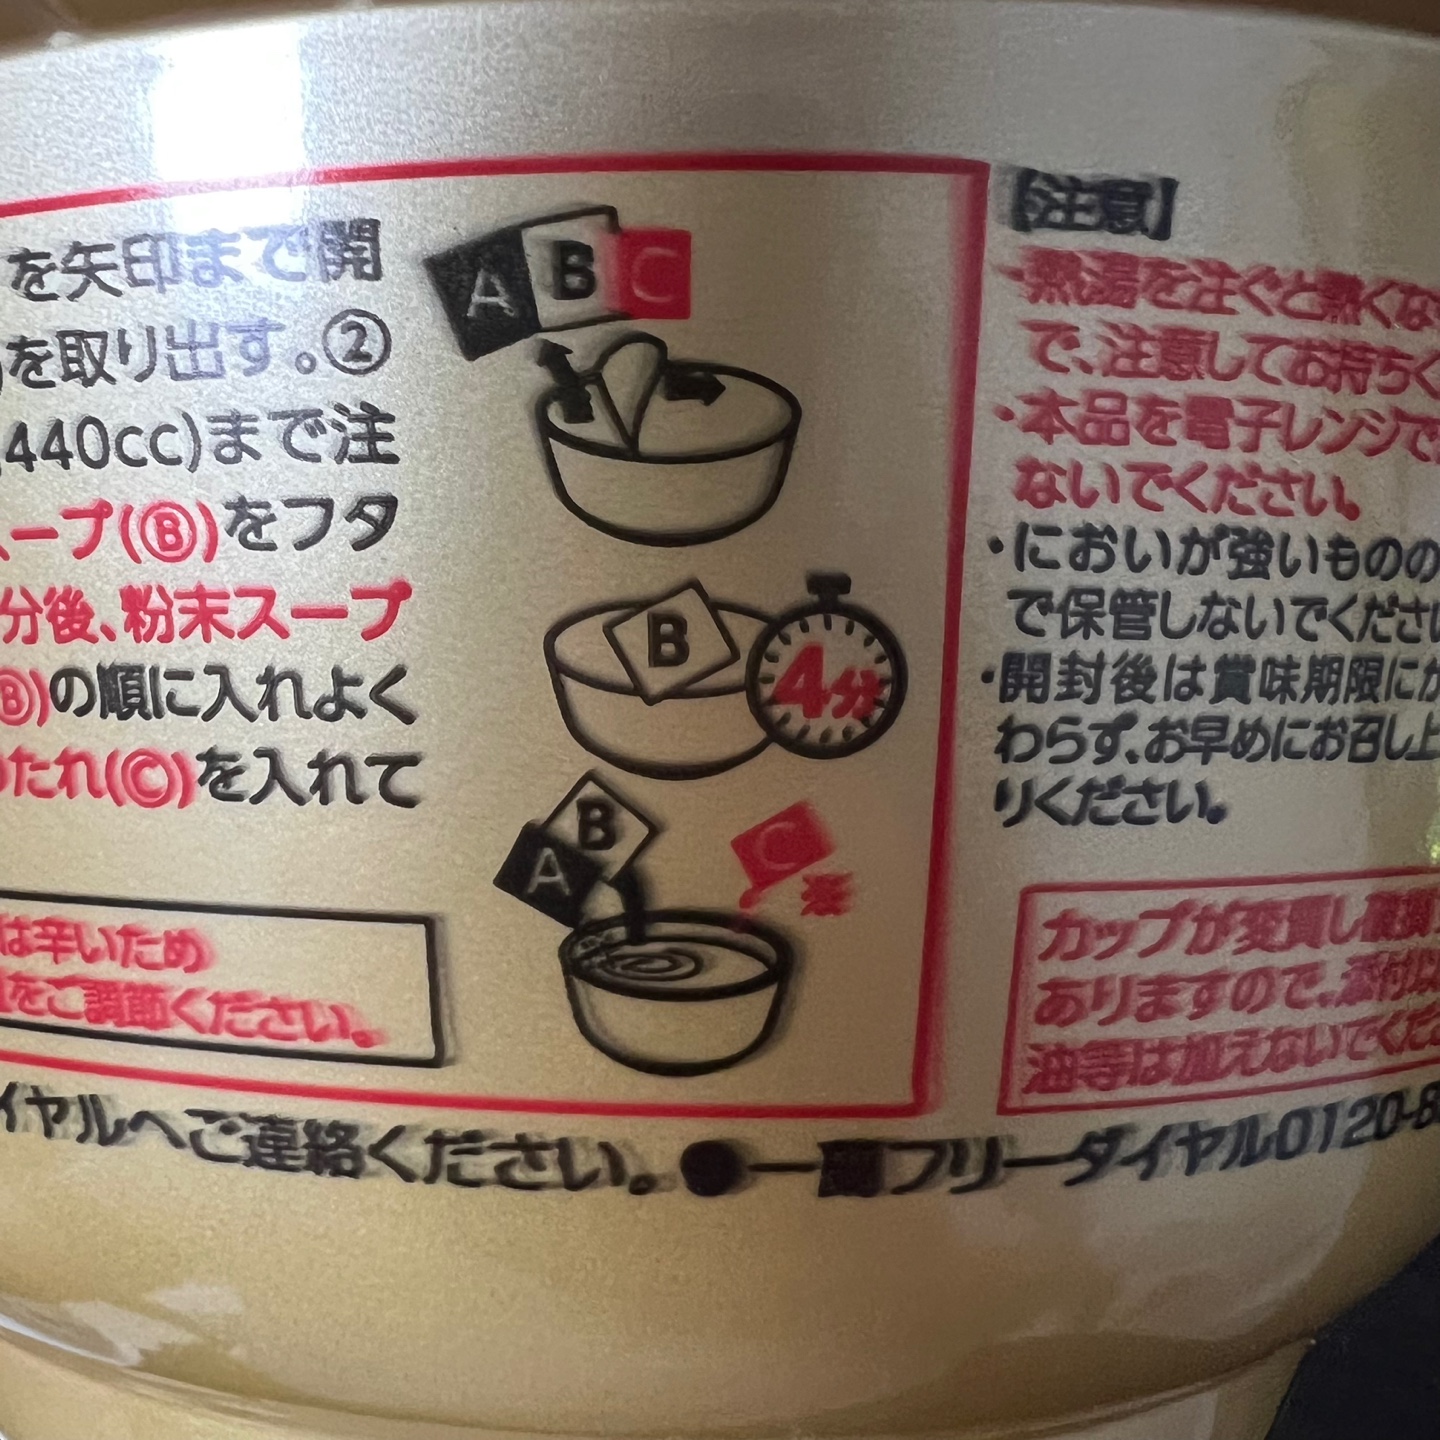 を矢印まで開
を取り出す。②
440cc)まで注
ープ(Ⓑ)をフタ
分後、粉末スープ
Ⓑ)の順に入れよく
たれ(Ⓒ)を入れて
は辛いため
をご調節ください。
A B C
B
4分
B
A
C
【注意】
・熱湯を注ぐと熱くな
で、注意してお持ちく
・本品を電子レンジで
ないでください。
・においが強いものの
で保管しないでくださ
・開封後は賞味期限にか
わらず、お早めにお召し上
りください。
カップが変質し
ありますので、添付以
油等は加えないでくだ
イヤルへご連絡ください。●一蘭フリーダイヤル0120-8